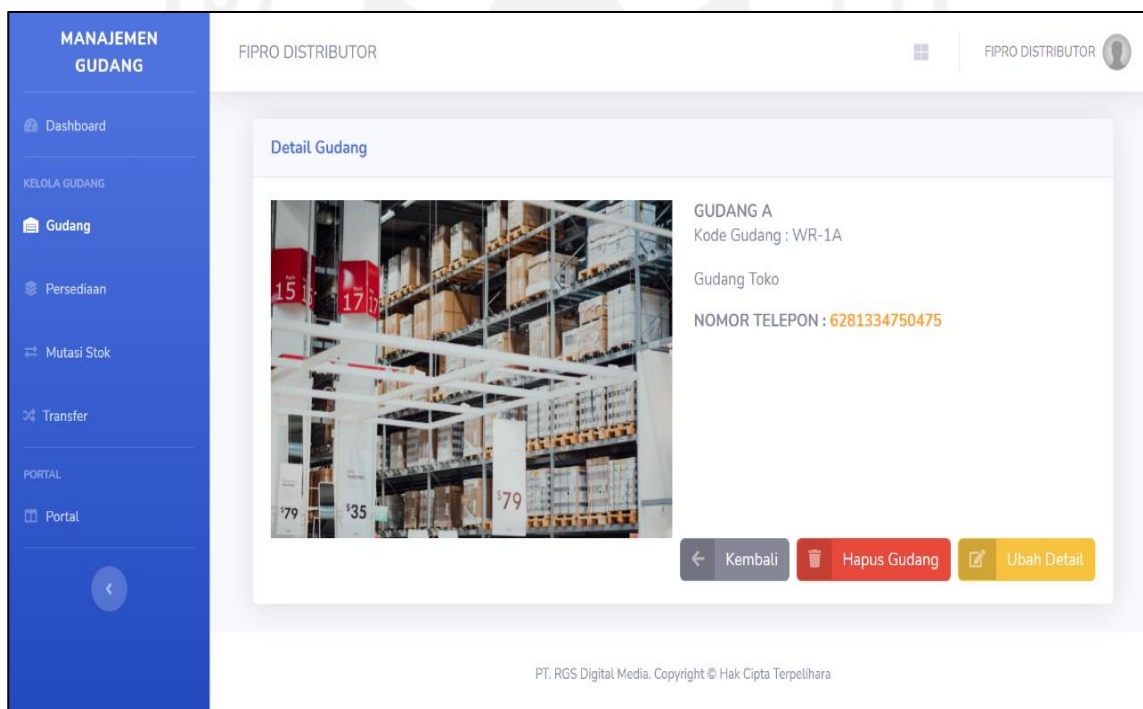 MANAJEMEN
GUDANG
FIPRO DISTRIBUTOR
FIPRO DISTRIBUTOR
Dashboard
KELOLA GUDANG
Gudang
Persediaan
Mutasi Stok
Transfer
PORTAL
Portal
Detail Gudang
15
17
17
$79
$35
$79
GUDANG A
Kode Gudang : WR-1A
Gudang Toko
NOMOR TELEPON : 6281334750475
Kembali
Hapus Gudang
Ubah Detail
PT. RGS Digital Media. Copyright © Hak Cipta Terpelihara